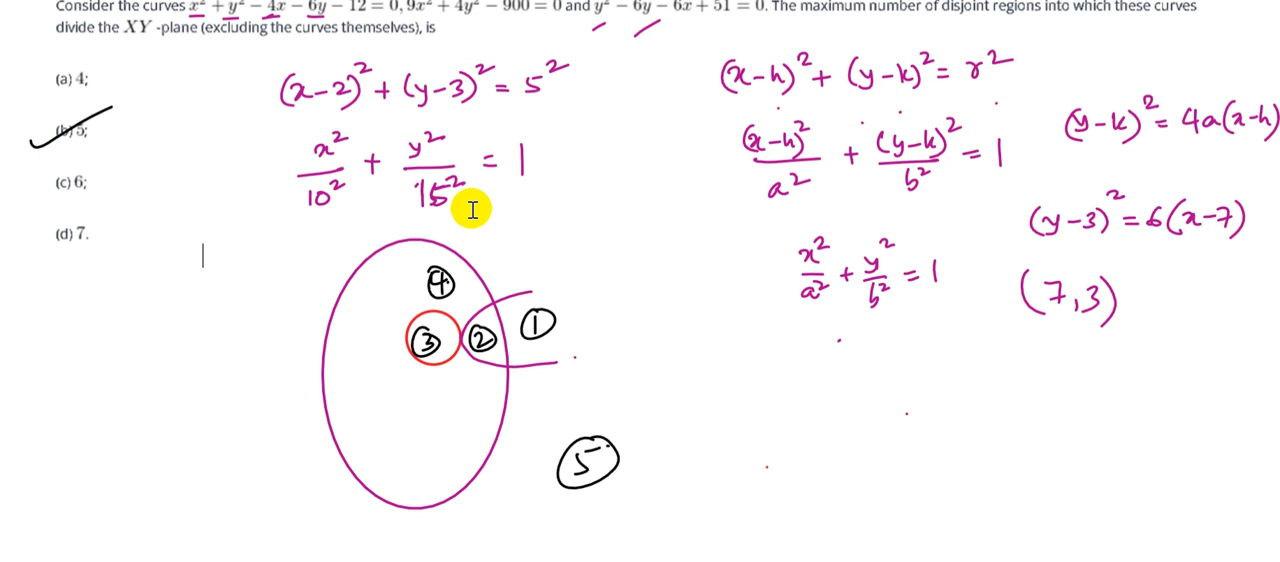 Consider the curves x² + y² − 4x − 6y − 12 = 0, 9x² + 4y² − 900 = 0 and y² − 6y − 6x + 51 = 0. The maximum number of disjoint regions into which these curves
divide the XY -plane (excluding the curves themselves), is
(a) 4;
(b) 5;
(c) 6;
(d) 7.
(x-2)² + (y-3)² = 5²
x²/10² + y²/15² = 1
(x-h)² + (y-k)² = r²
(x-h)²/a² + (y-k)²/b² = 1
(y-k)² = 4a(x-h)
(y-3)² = 6(x-7)
x²/a² + y²/b² = 1
(7,3)
4
3
2
1
5